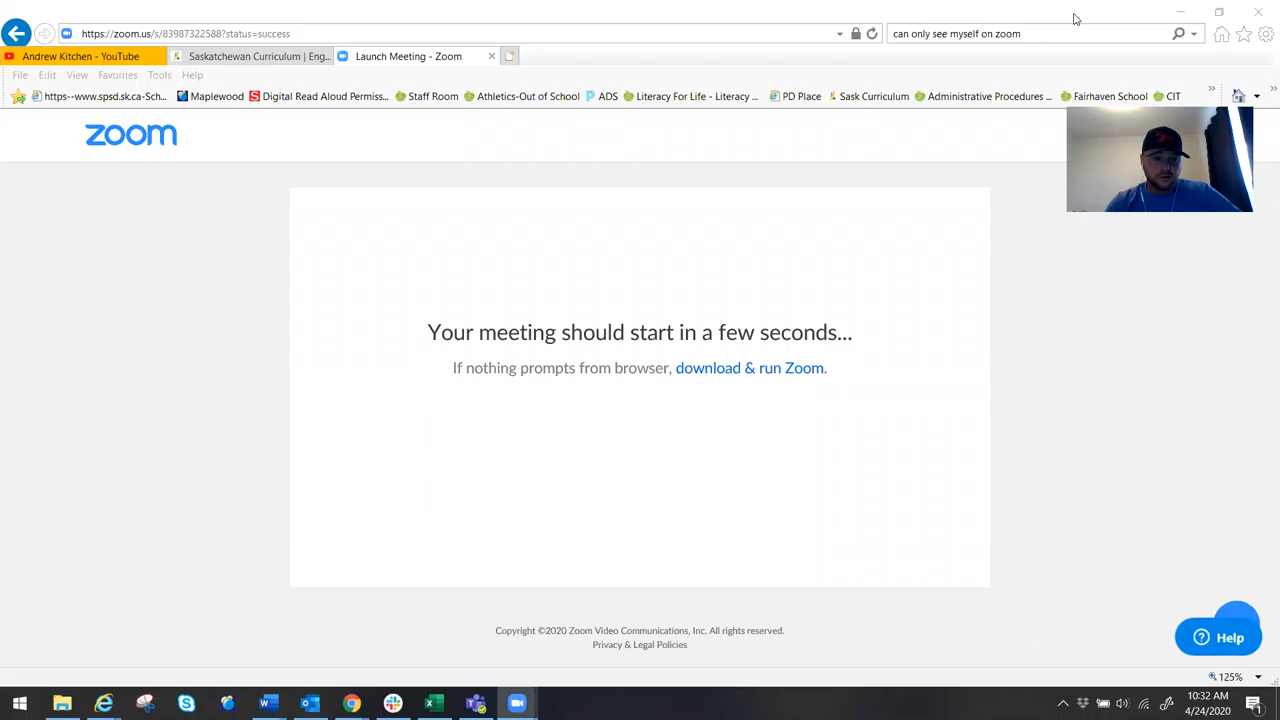 https://zoom.us/s/83987322588?status=success
can only see myself on zoom
Andrew Kitchen - YouTube
Saskatchewan Curriculum | Eng...
Launch Meeting - Zoom
File Edit View Favorites Tools Help
https--www.spsd.sk.ca-Sch... Maplewood Digital Read Aloud Permiss... Staff Room Athletics-Out of School ADS Literacy For Life - Literacy ... PD Place Sask Curriculum Administrative Procedures ... Fairhaven School CIT
zoom
Your meeting should start in a few seconds...
If nothing prompts from browser, download & run Zoom.
Copyright ©2020 Zoom Video Communications, Inc. All rights reserved.
Privacy & Legal Policies
Help
125%
10:32 AM
4/24/2020
1